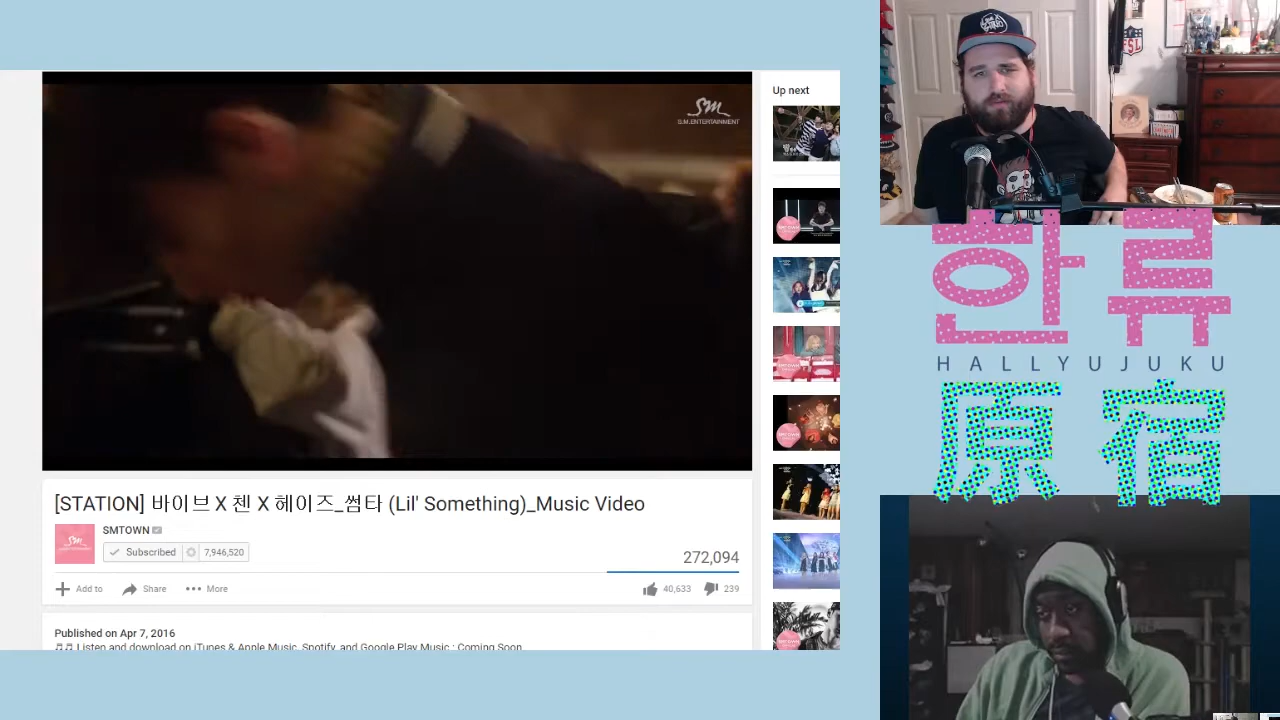 Up next
SM
S.M.ENTERTAINMENT
[STATION] 바이브 X 첸 X 헤이즈_썸타 (Lil' Something)_Music Video
SMTOWN
Subscribed 7,946,520
272,094
Add to Share More 40,633 239
Published on Apr 7, 2016
♬♬ Listen and download on iTunes & Apple Music, Spotify, and Google Play Music : Coming Soon
한류
HALLYUJUKU
原宿